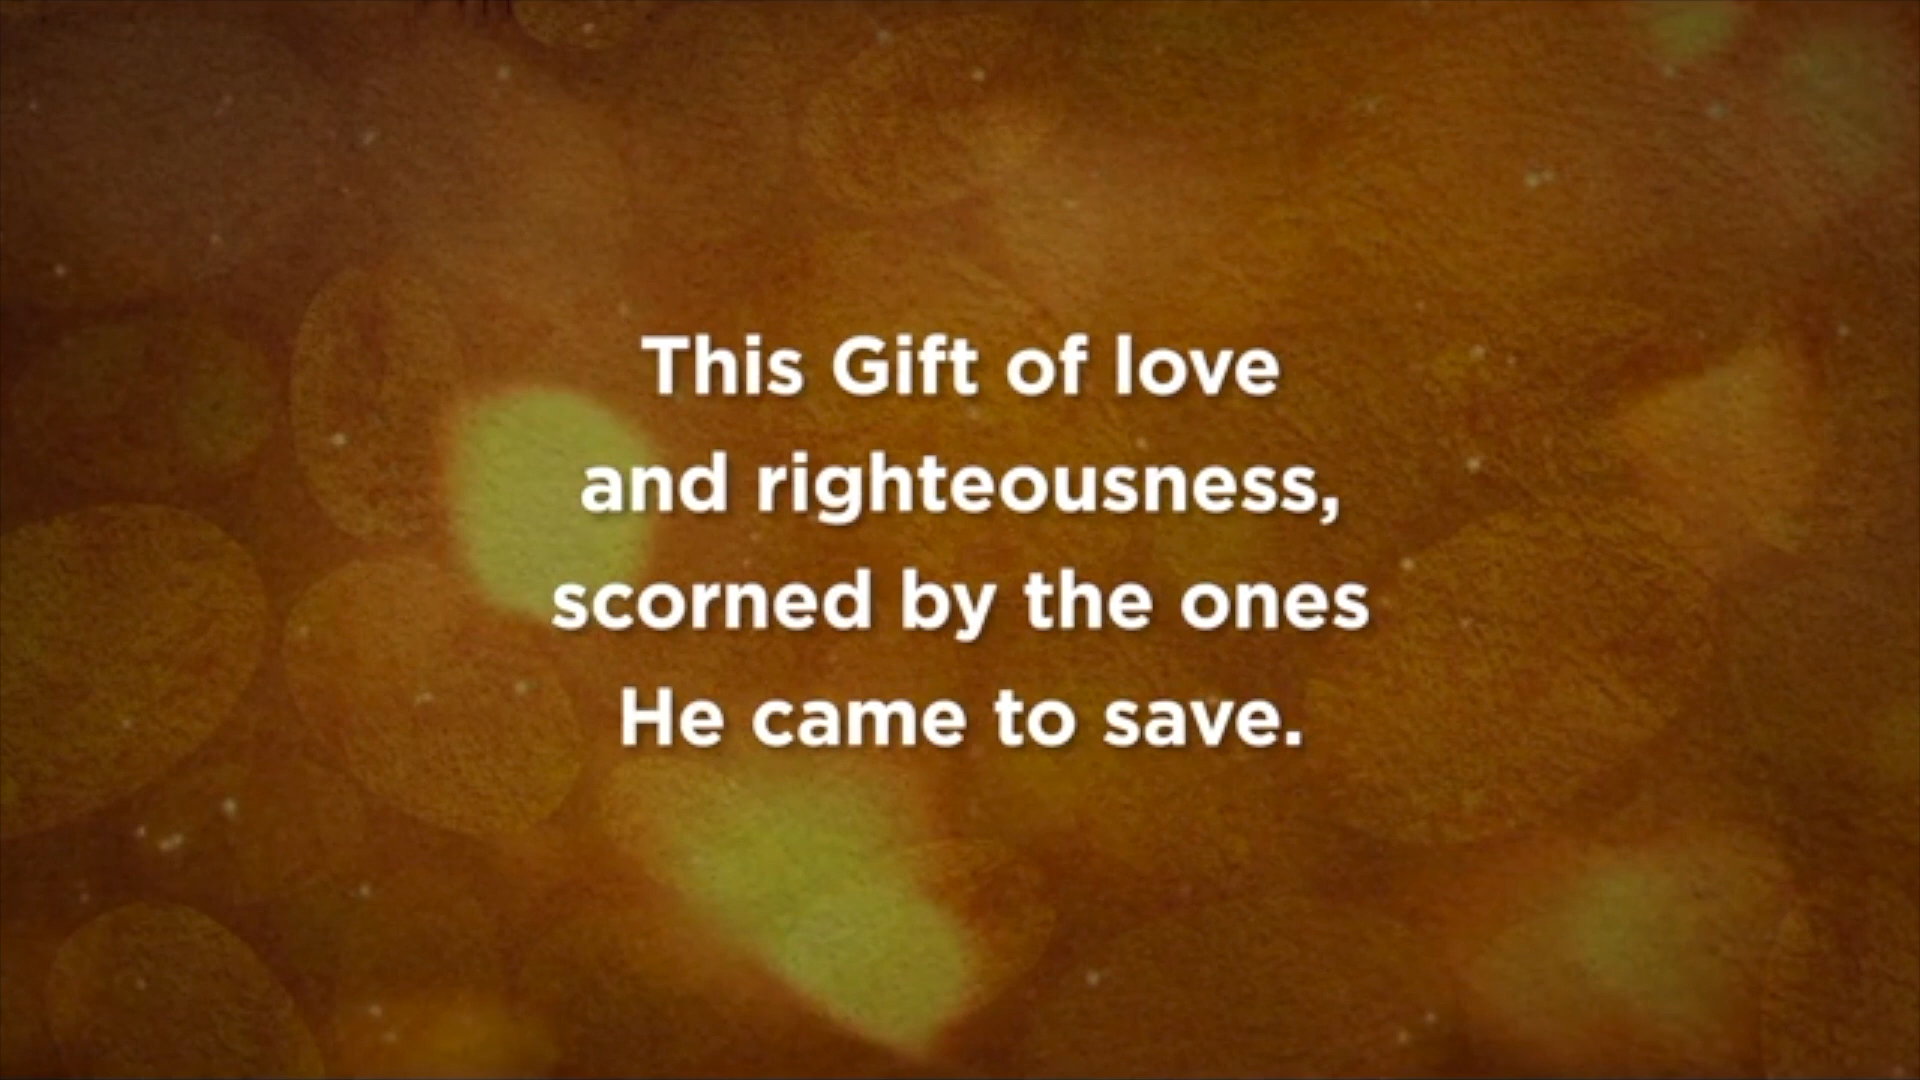 This Gift of love
and righteousness,
scorned by the ones
He came to save.